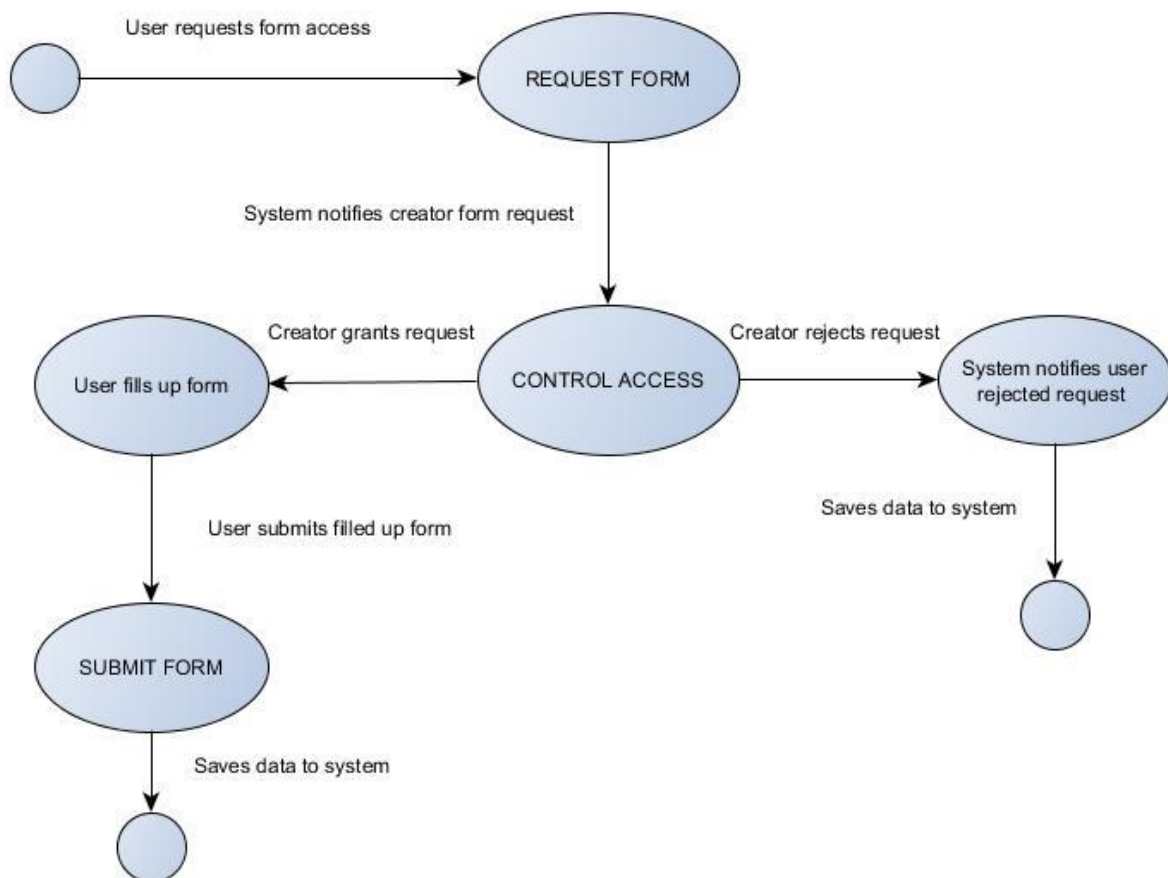 User requests form access
REQUEST FORM
System notifies creator form request
Creator grants request
Creator rejects request
User fills up form
CONTROL ACCESS
System notifies user
rejected request
Saves data to system
User submits filled up form
SUBMIT FORM
Saves data to system